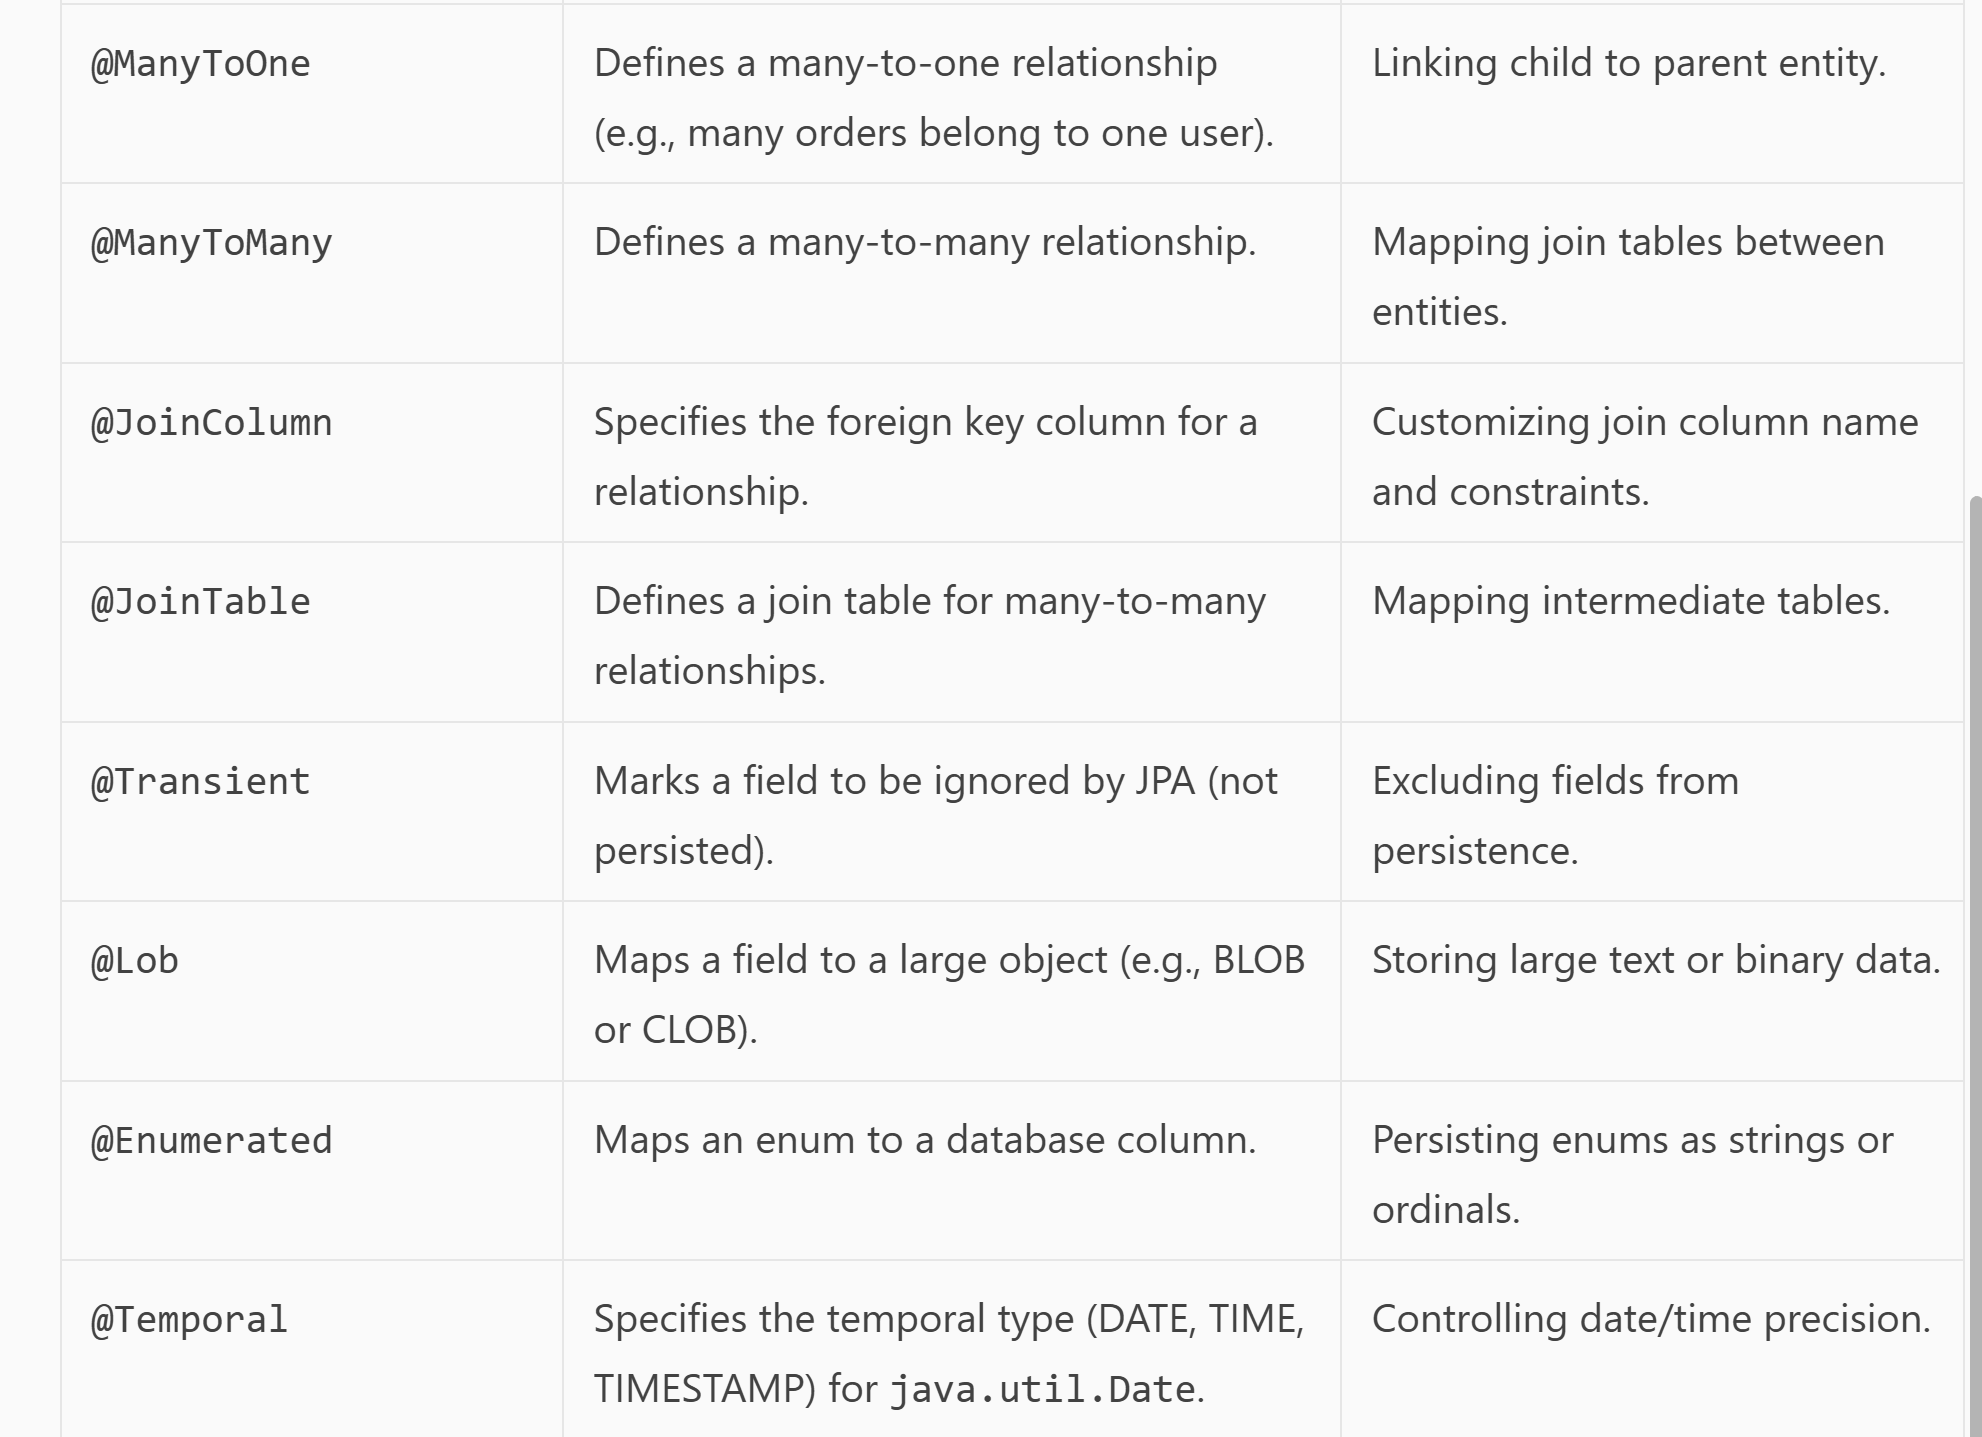 @ManyToOne
Defines a many-to-one relationship
(e.g., many orders belong to one user).
Linking child to parent entity.
@ManyToMany
Defines a many-to-many relationship.
Mapping join tables between
entities.
@JoinColumn
Specifies the foreign key column for a
relationship.
Customizing join column name
and constraints.
@JoinTable
Defines a join table for many-to-many
relationships.
Mapping intermediate tables.
@Transient
Marks a field to be ignored by JPA (not
persisted).
Excluding fields from
persistence.
@Lob
Maps a field to a large object (e.g., BLOB
or CLOB).
Storing large text or binary data.
@Enumerated
Maps an enum to a database column.
Persisting enums as strings or
ordinals.
@Temporal
Specifies the temporal type (DATE, TIME,
TIMESTAMP) for java.util.Date.
Controlling date/time precision.